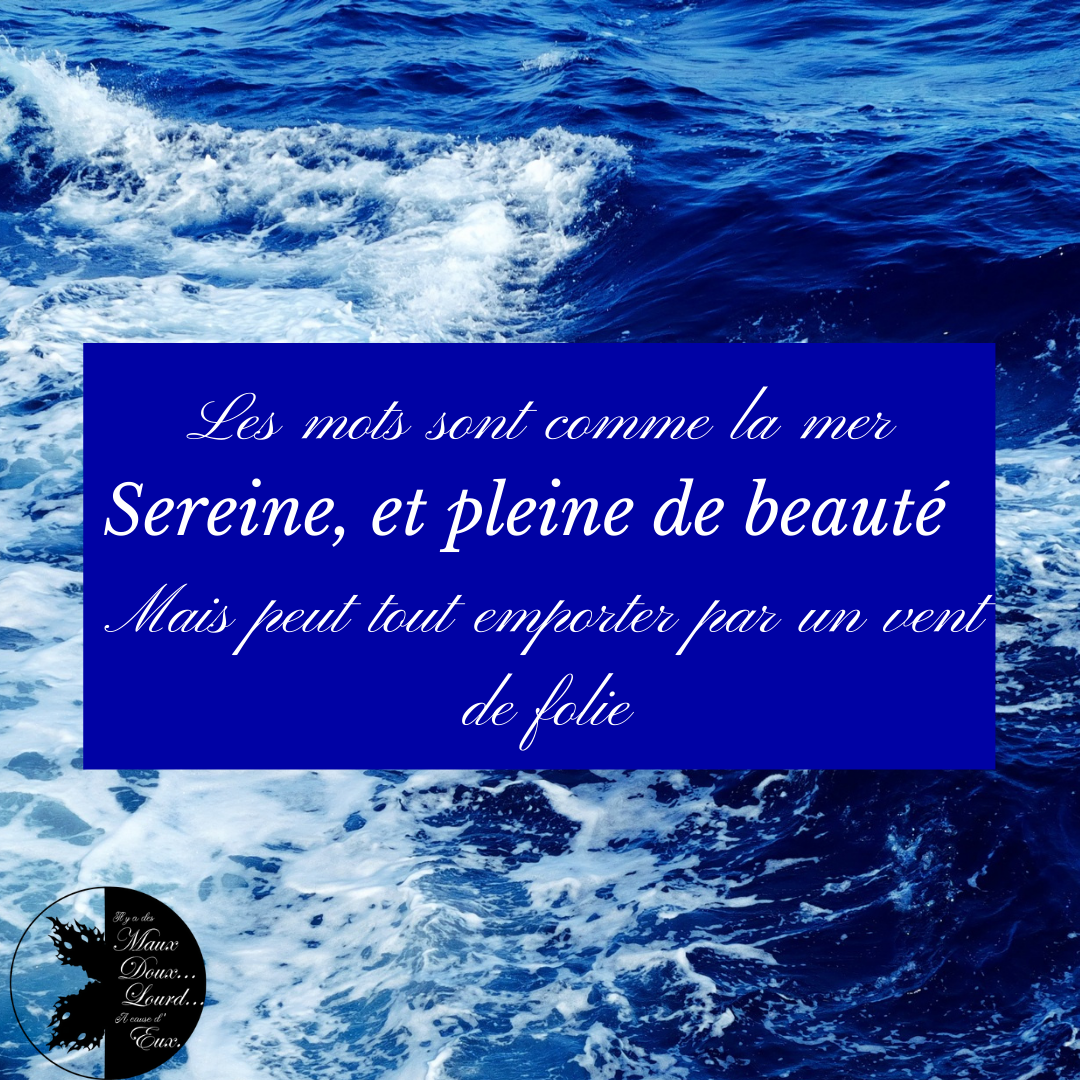 Les mots sont comme la mer
Sereine, et pleine de beauté
Mais peut tout emporter par un vent
de folie
Il y a des
Maux
Doux...
Lourd...
A cause d'
Eux.